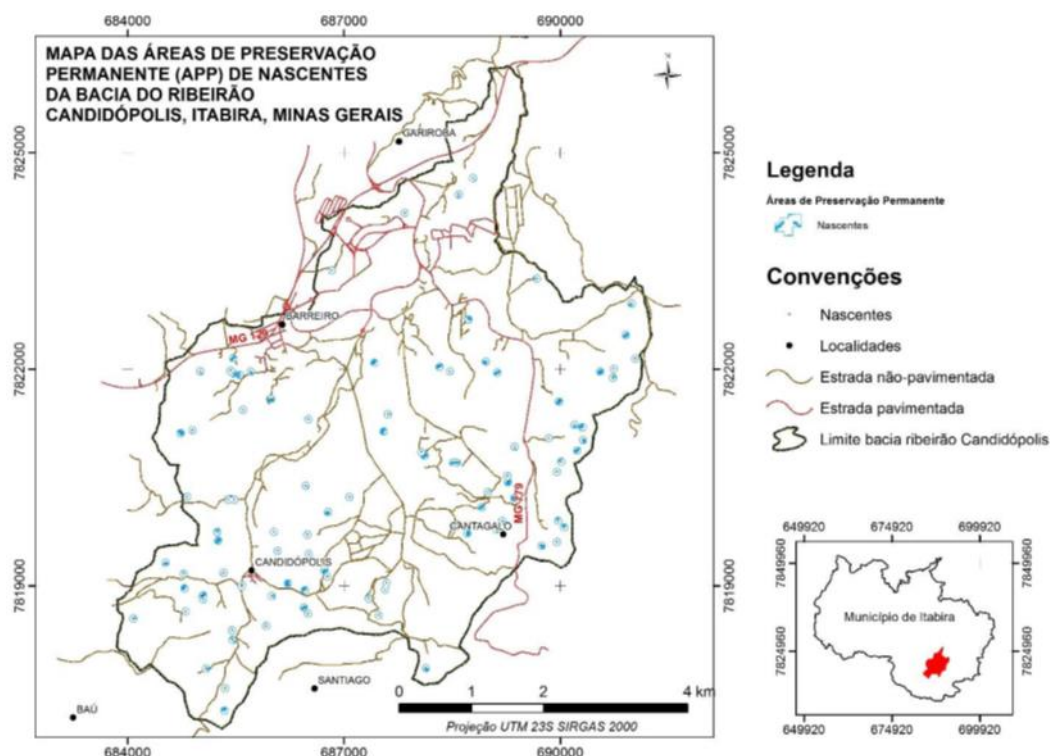 684000 687000 690000
MAPA DAS ÁREAS DE PRESERVAÇÃO
PERMANENTE (APP) DE NASCENTES
DA BACIA DO RIBEIRÃO
CANDIDÓPOLIS, ITABIRA, MINAS GERAIS
N
GARIROBA
7825000 7825000
BARREIRO
MG 129
7822000 7822000
MG 779
CANTAGALO
CANDIDÓPOLIS
7819000 7819000
SANTIAGO
BAÚ
0 1 2 4 km
Projeção UTM 23S SIRGAS 2000
684000 687000 690000
Legenda
Áreas de Preservação Permanente
Nascentes
Convenções
Nascentes
Localidades
Estrada não-pavimentada
Estrada pavimentada
Limite bacia ribeirão Candidópolis
649920 674920 699920
7849960 7849960
Município de Itabira
7824960 7824960
649920 674920 699920